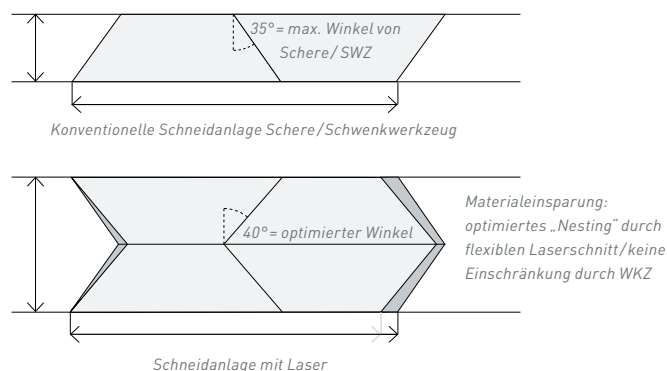 35° = max. Winkel von
Schere/ SWZ
Konventionelle Schneidanlage Schere/Schwenkwerkzeug
40° = optimierter Winkel
Materialeinsparung:
optimiertes „Nesting“ durch
flexiblen Laserschnitt/keine
Einschränkung durch WKZ
Schneidanlage mit Laser